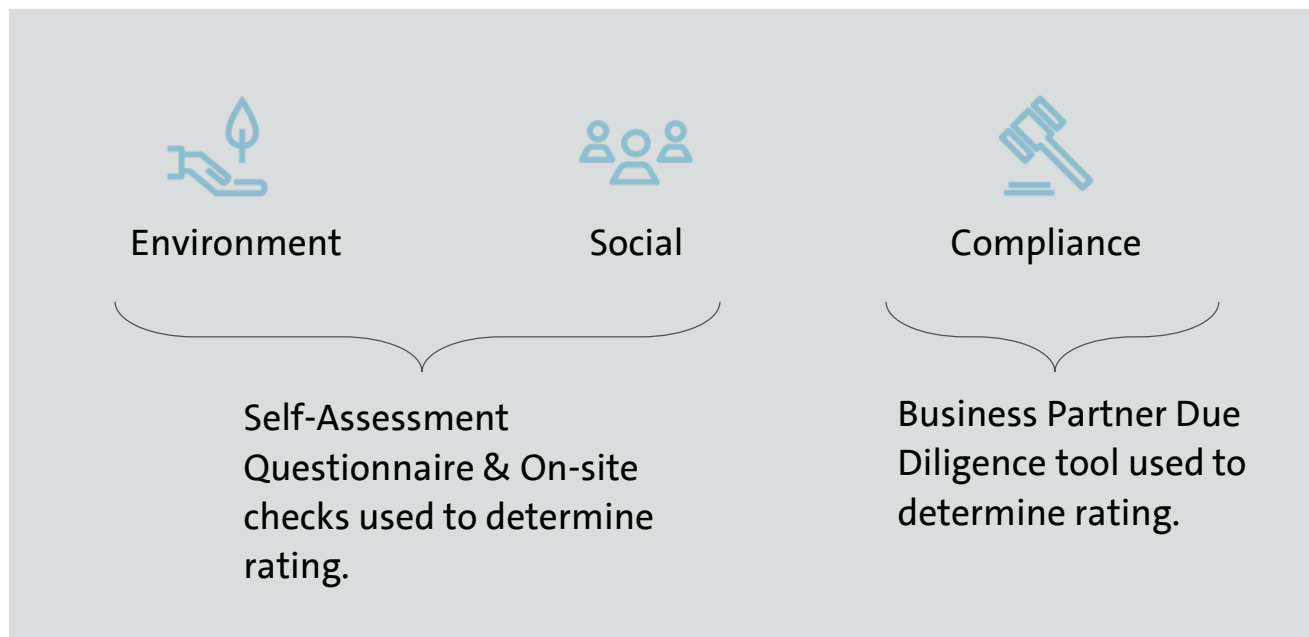 Environment
Social
Compliance
Self-Assessment
Questionnaire & On-site
checks used to determine
rating.
Business Partner Due
Diligence tool used to
determine rating.